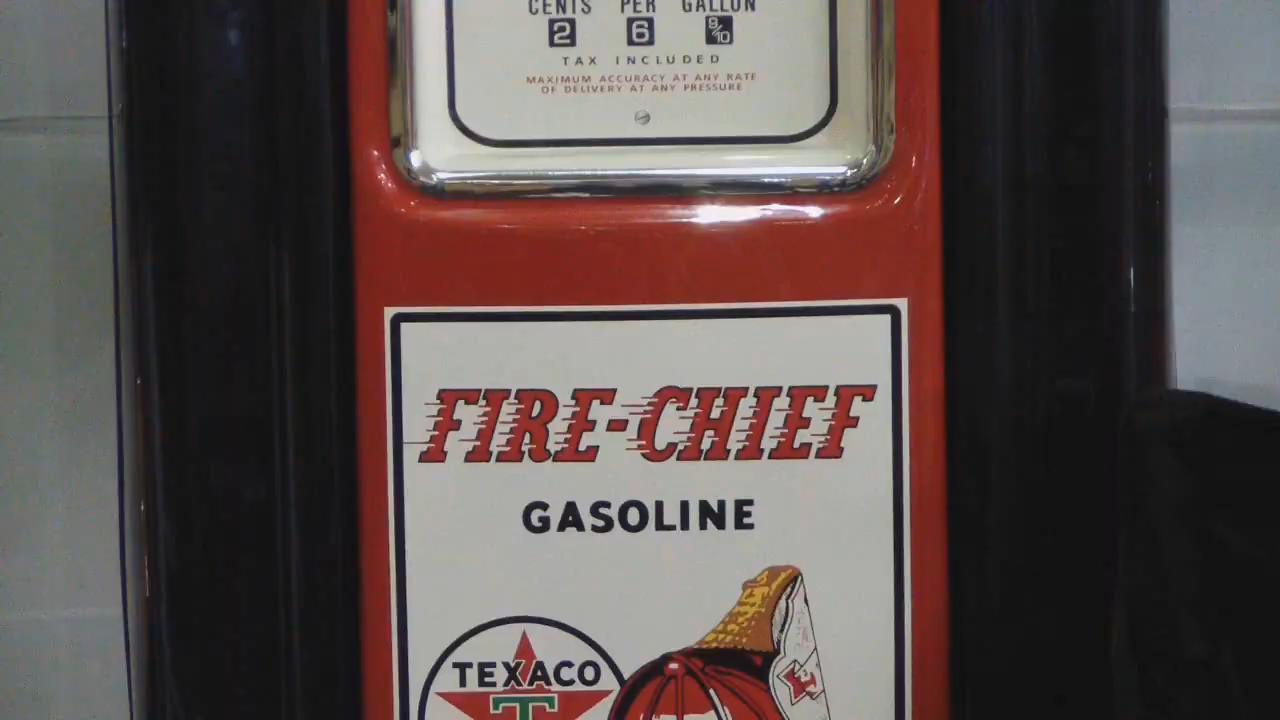 CENTS PER GALLON
2 6 8/10
TAX INCLUDED
MAXIMUM ACCURACY AT ANY RATE
OF DELIVERY AT ANY PRESSURE
FIRE-CHIEF
GASOLINE
TEXACO
T